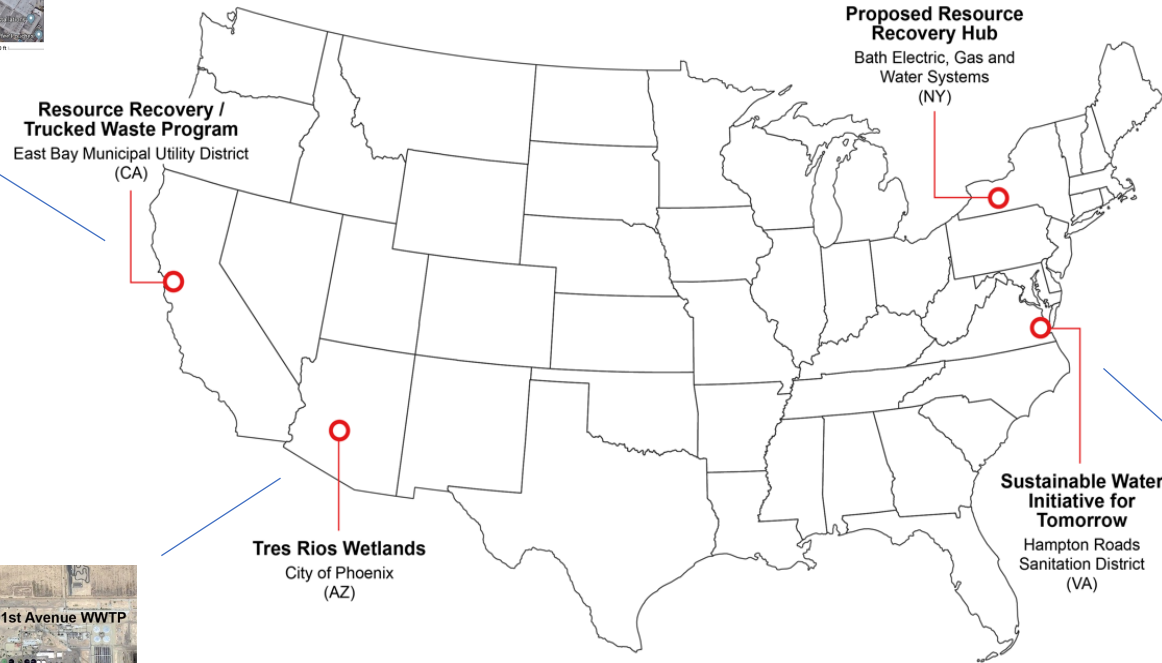 Proposed Resource
Recovery Hub
Bath Electric, Gas and
Water Systems
(NY)
Resource Recovery /
Trucked Waste Program
East Bay Municipal Utility District
(CA)
Sustainable Water
Initiative for
Tomorrow
Hampton Roads
Sanitation District
(VA)
Tres Rios Wetlands
City of Phoenix
(AZ)
1st Avenue WWTP